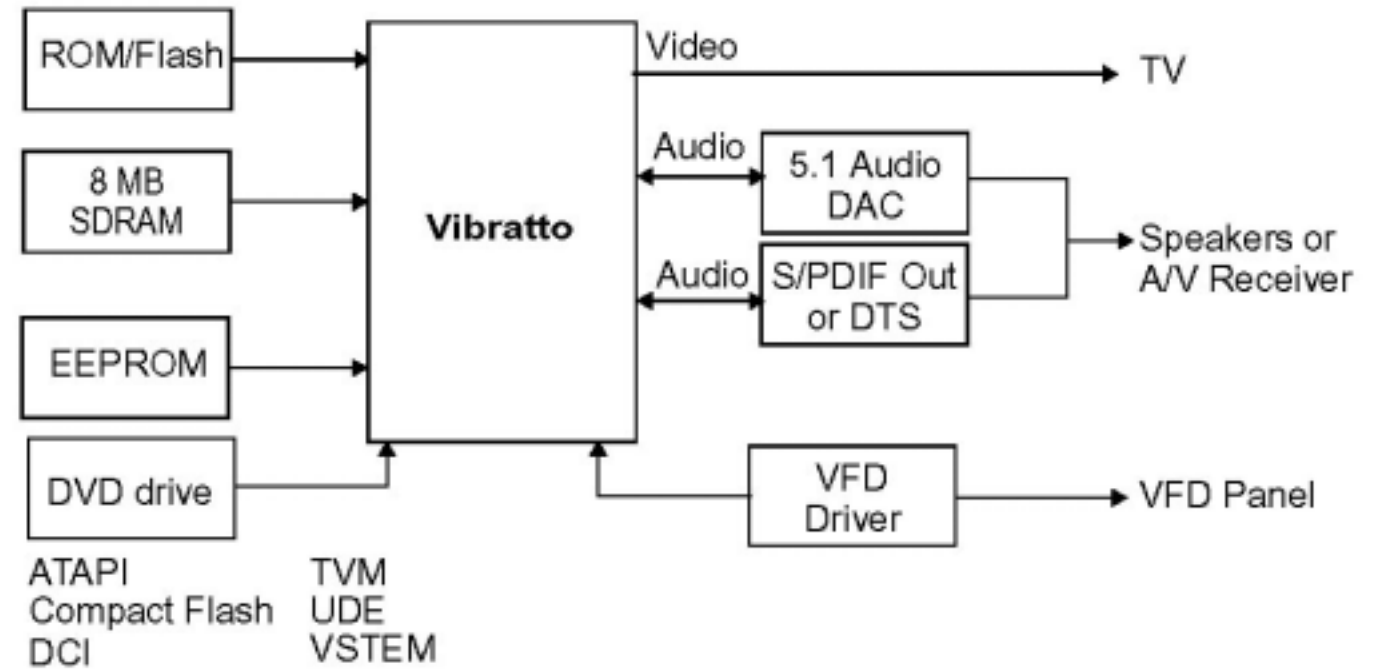 ROM/Flash
8 MB
SDRAM
EEPROM
DVD drive
ATAPI
Compact Flash
DCI
TVM
UDE
VSTEM
Vibratto
Video
TV
Audio
5.1 Audio
DAC
Audio
S/PDIF Out
or DTS
Speakers or
A/V Receiver
VFD
Driver
VFD Panel